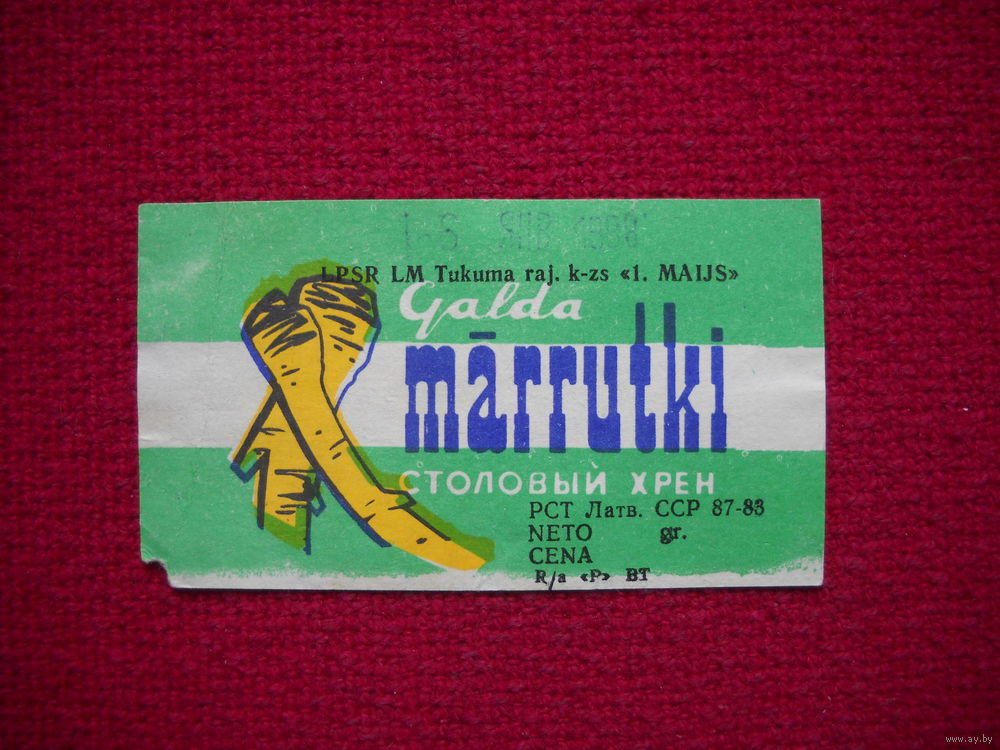 LPSR LM Tukuma raj. k-zs «1. MAIJS»
Galda
mārrutki
СТОЛОВЫЙ ХРЕН
РСТ Латв. ССР 87-83
NETO gr.
CENA
R/a «P» BT
www.ay.by